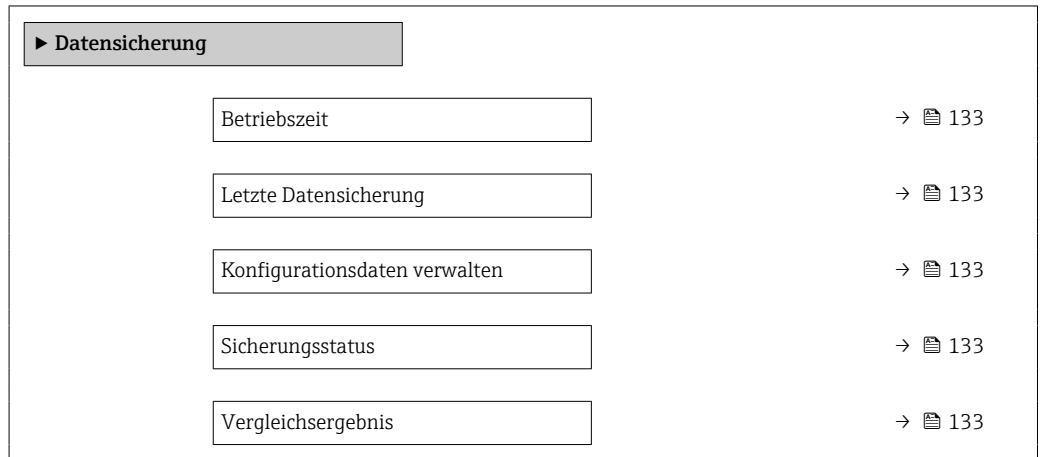 ▶ Datensicherung
Betriebszeit → 133
Letzte Datensicherung → 133
Konfigurationsdaten verwalten → 133
Sicherungsstatus → 133
Vergleichsergebnis → 133